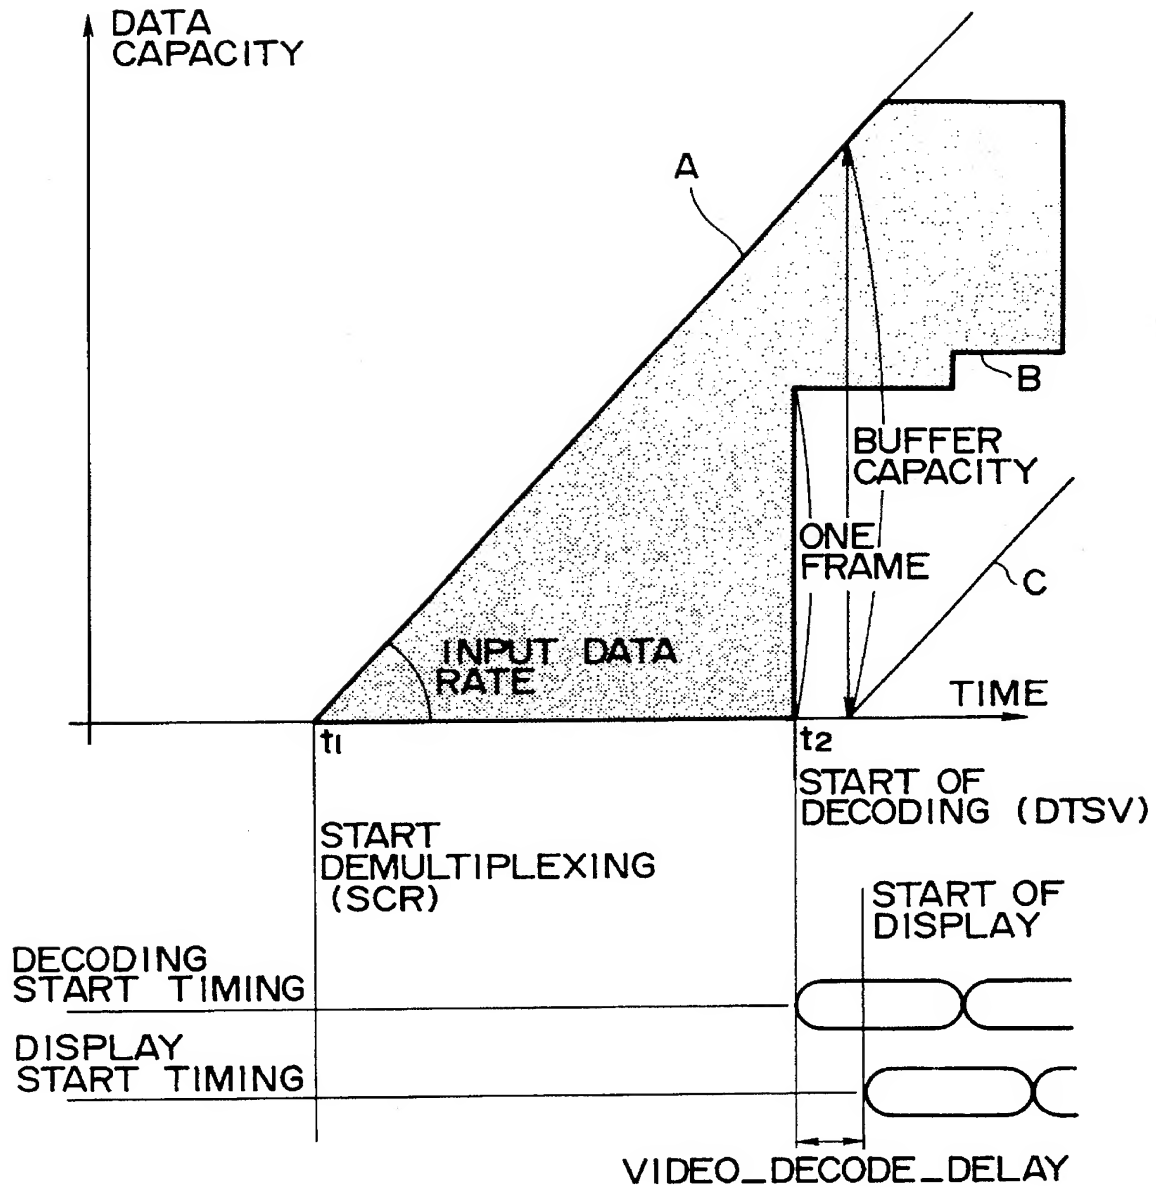 DATA
CAPACITY
A
B
BUFFER
CAPACITY
ONE
FRAME
C
INPUT DATA
RATE
TIME
t1
t2
START OF
DECODING (DTSV)
START
DEMULTIPLEXING
(SCR)
START OF
DISPLAY
DECODING
START TIMING
DISPLAY
START TIMING
VIDEO_DECODE_DELAY